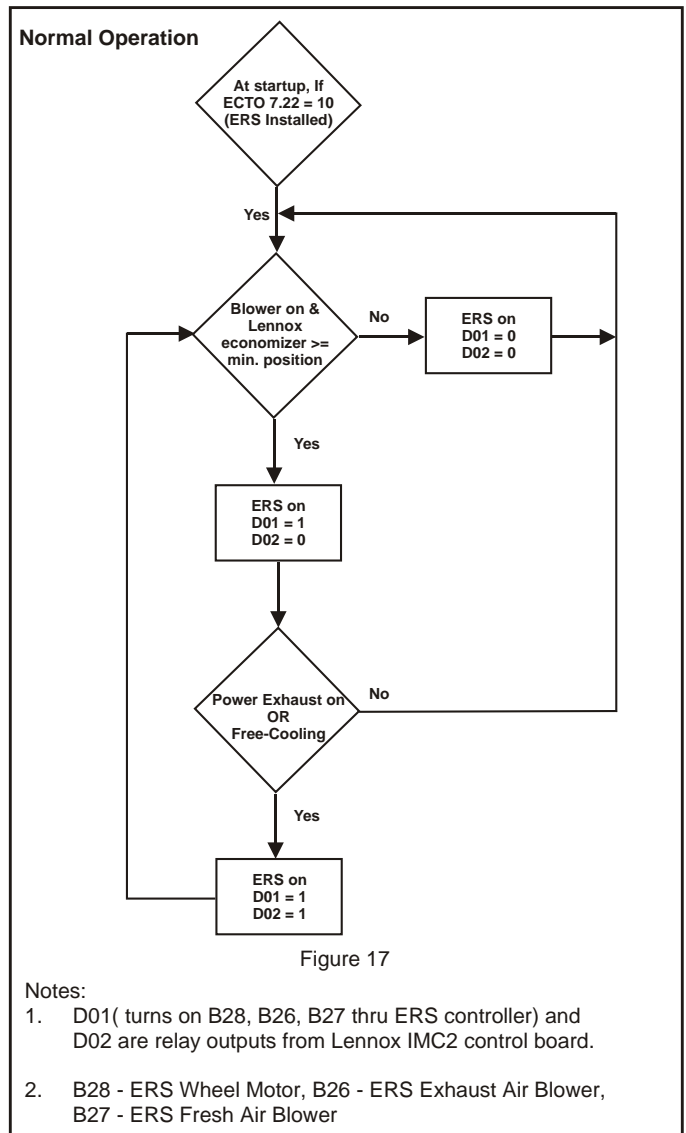 Normal Operation
At startup, If
ECTO 7.22 = 10
(ERS Installed)
Yes
Blower on &
Lennox
economizer >=
min. position
No
ERS on
D01 = 0
D02 = 0
Yes
ERS on
D01 = 1
D02 = 0
Power Exhaust on
OR
Free-Cooling
No
Yes
ERS on
D01 = 1
D02 = 1
Figure 17
Notes:
1. D01( turns on B28, B26, B27 thru ERS controller) and
D02 are relay outputs from Lennox IMC2 control board.
2. B28 - ERS Wheel Motor, B26 - ERS Exhaust Air Blower,
B27 - ERS Fresh Air Blower